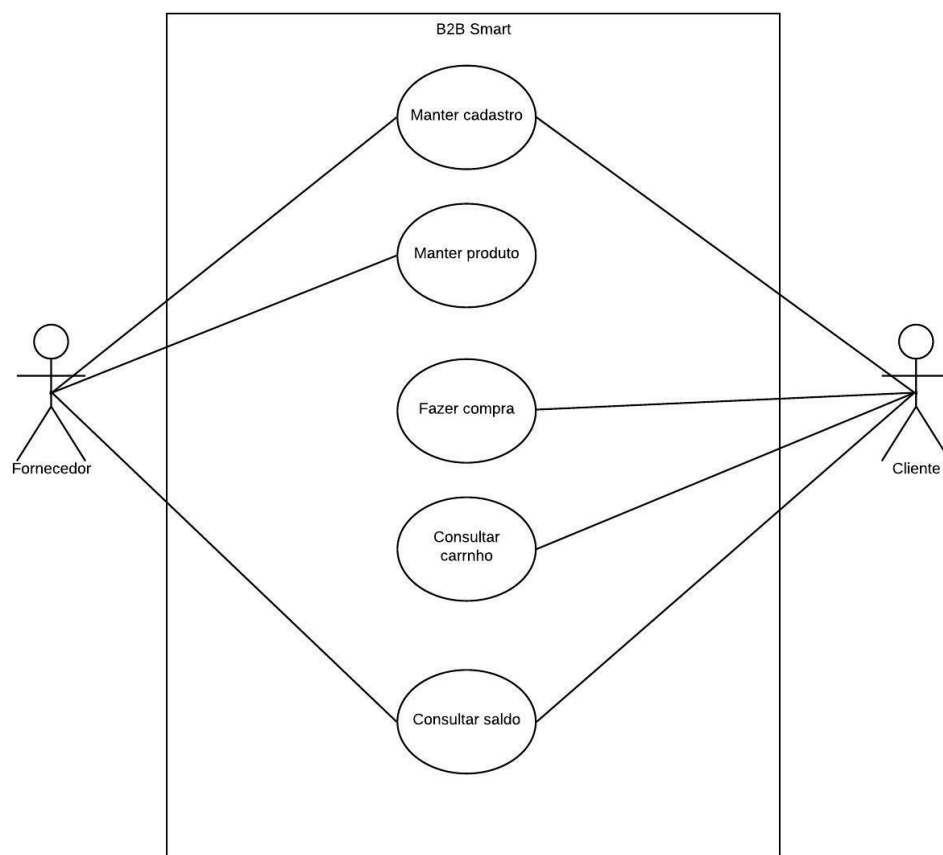 B2B Smart
Manter cadastro
Manter produto
Fazer compra
Fornecedor
Cliente
Consultar
carrnho
Consultar saldo